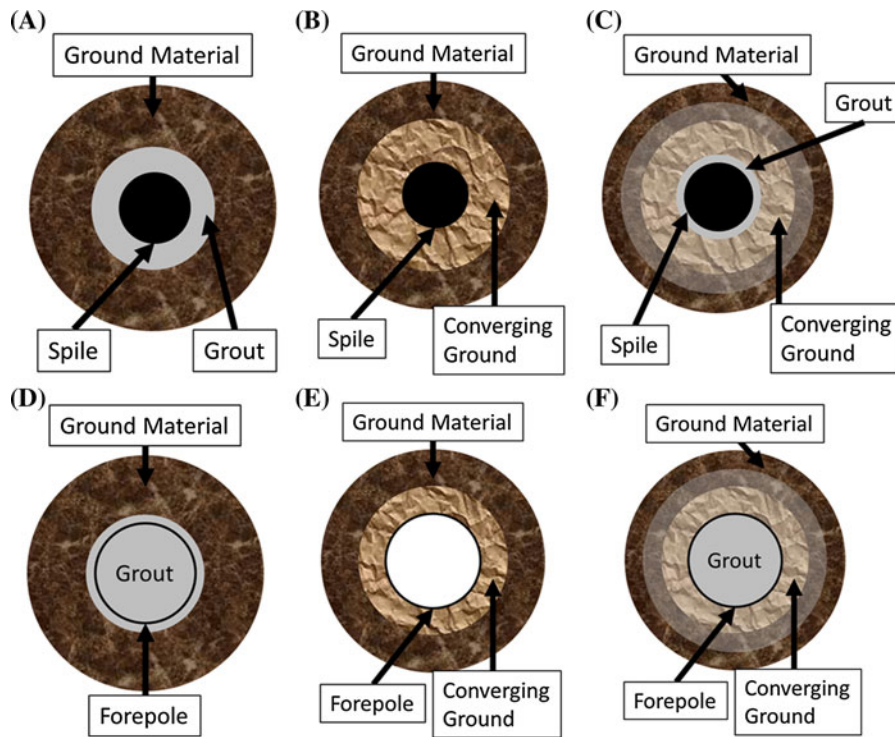 (A)
Ground Material
Spile
Grout
(B)
Ground Material
Spile
Converging
Ground
(C)
Ground Material
Grout
Spile
Converging
Ground
(D)
Ground Material
Grout
Forepole
(E)
Ground Material
Forepole
Converging
Ground
(F)
Ground Material
Grout
Forepole
Converging
Ground